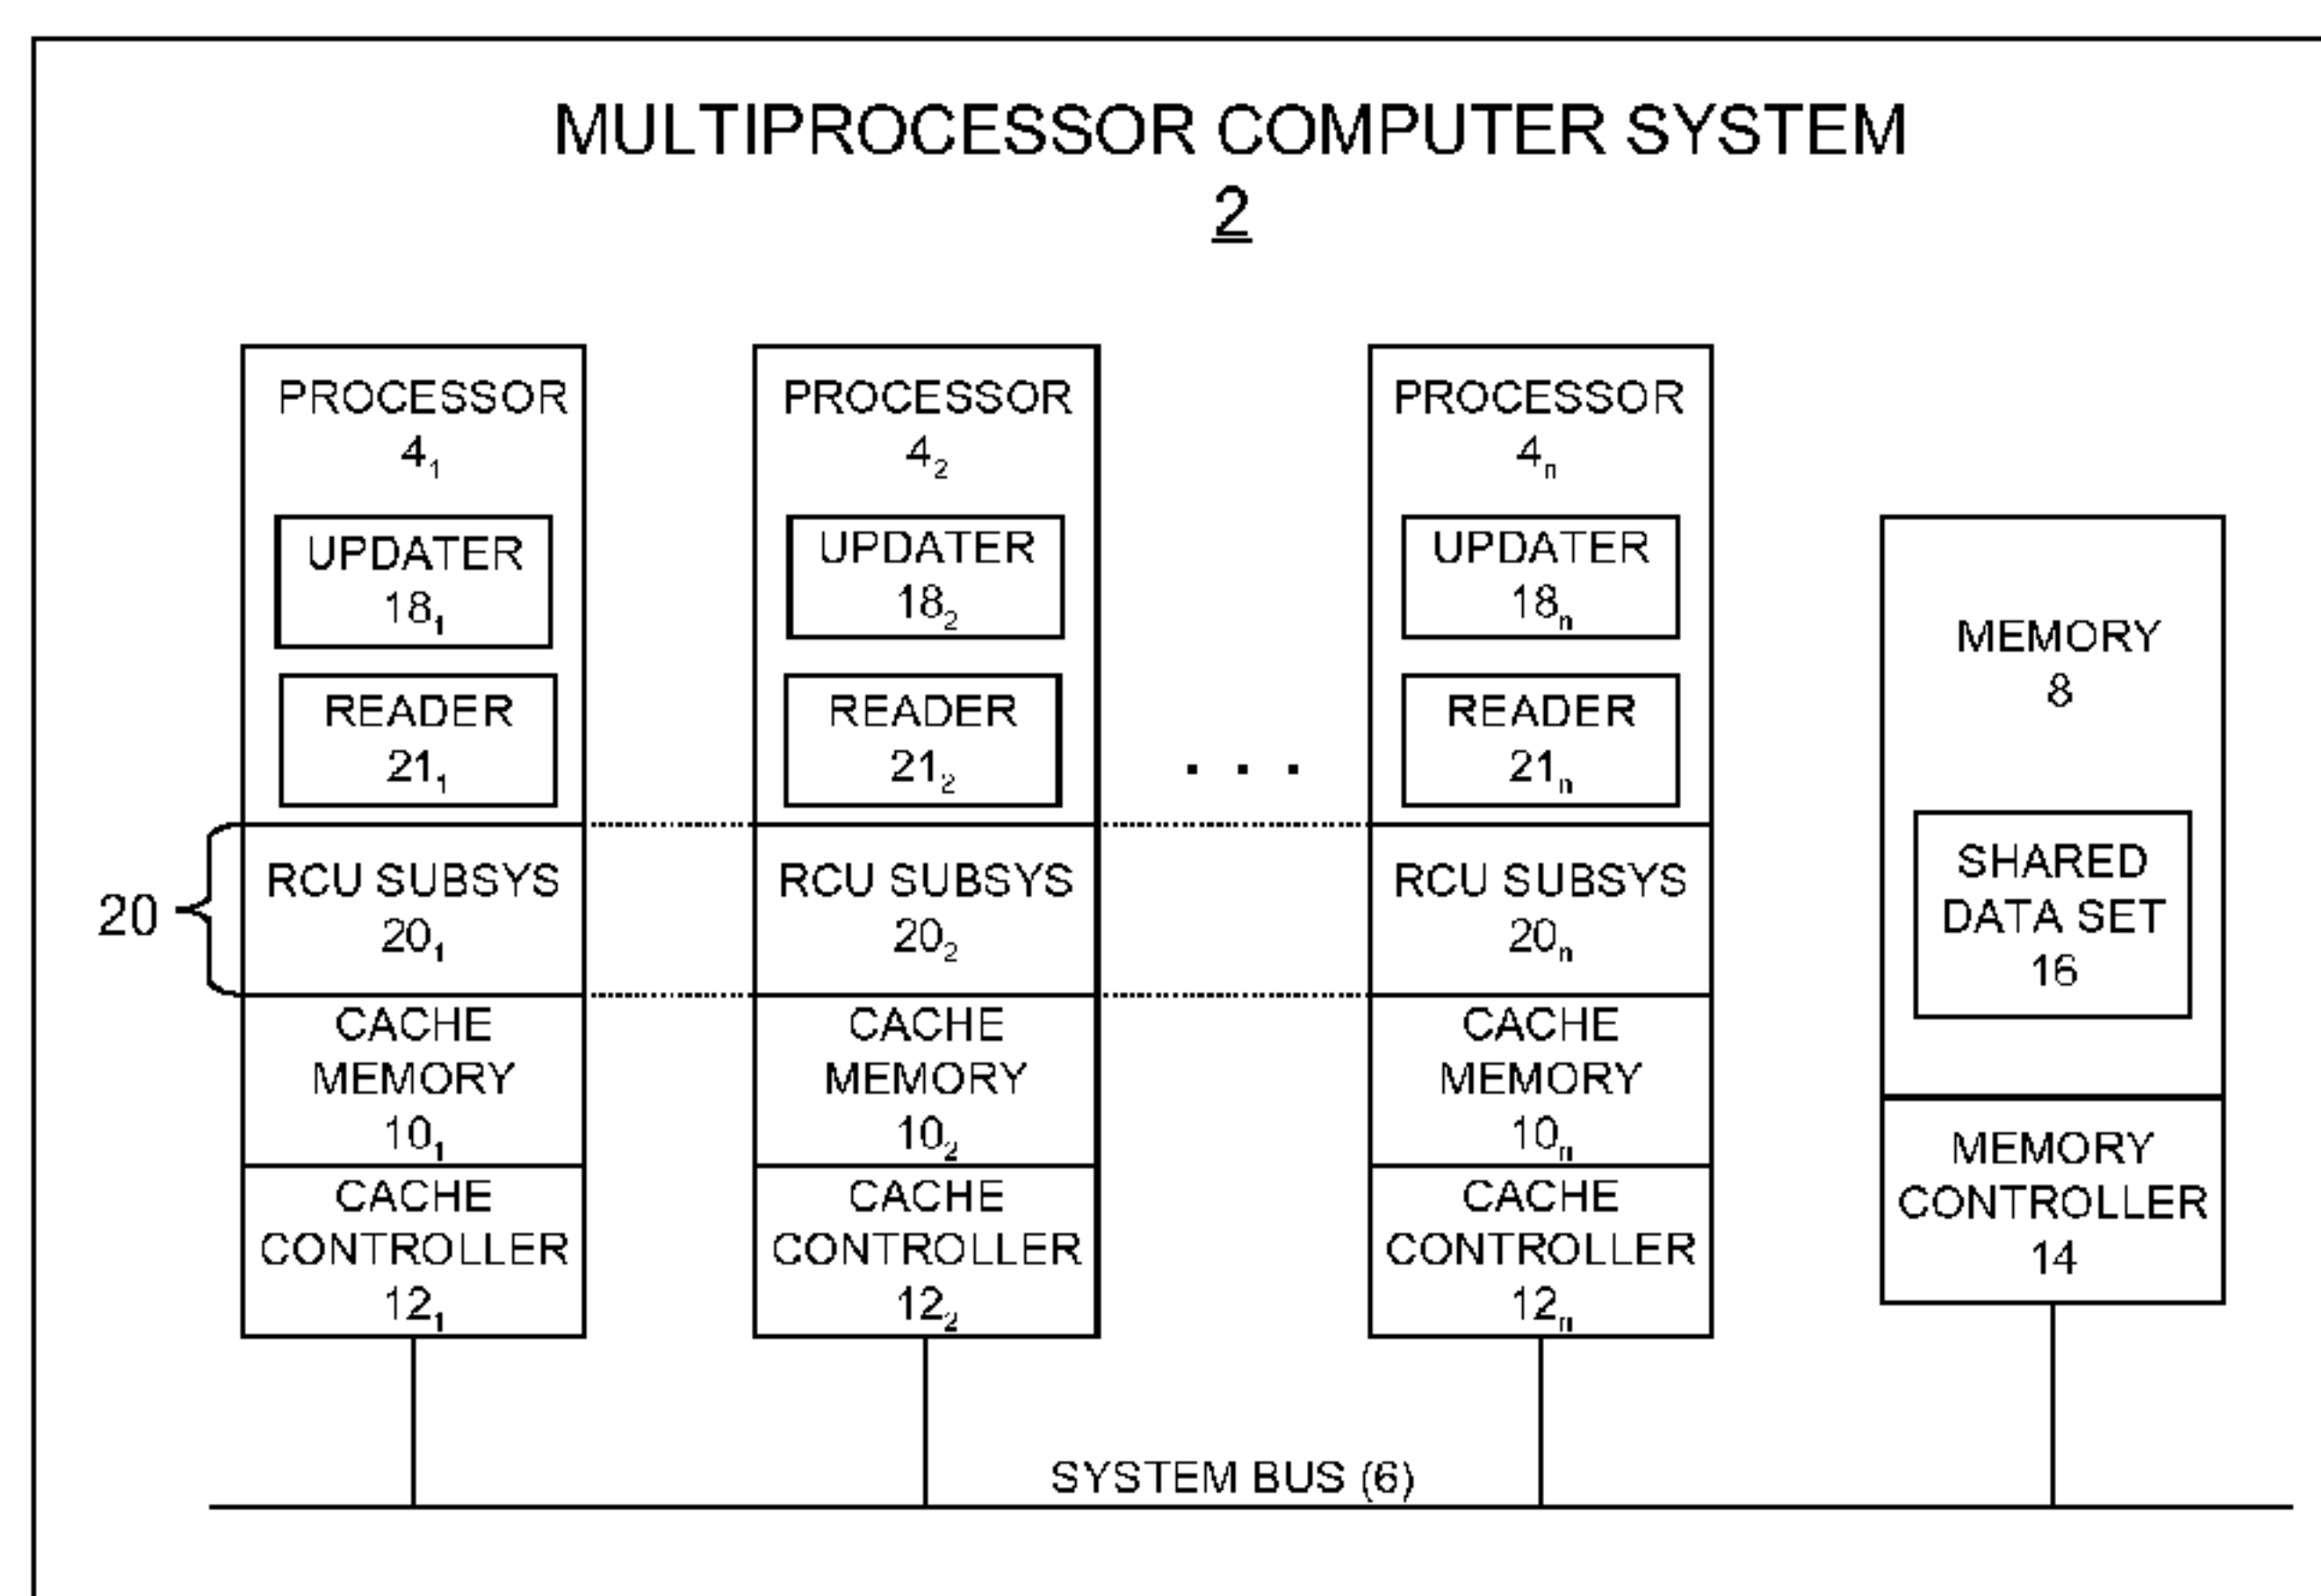 MULTIPROCESSOR COMPUTER SYSTEM
2
PROCESSOR
4₁
UPDATER
18₁
READER
21₁
RCU SUBSYS
20₁
CACHE
MEMORY
10₁
CACHE
CONTROLLER
12₁
20
PROCESSOR
4₂
UPDATER
18₂
READER
21₂
RCU SUBSYS
20₂
CACHE
MEMORY
10₂
CACHE
CONTROLLER
12₂
. . .
PROCESSOR
4ₙ
UPDATER
18ₙ
READER
21ₙ
RCU SUBSYS
20ₙ
CACHE
MEMORY
10ₙ
CACHE
CONTROLLER
12ₙ
MEMORY
8
SHARED
DATA SET
16
MEMORY
CONTROLLER
14
SYSTEM BUS (6)